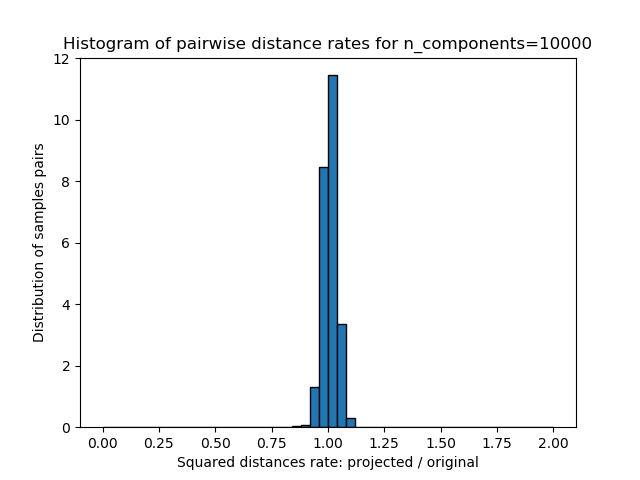 Histogram of pairwise distance rates for n_components=10000
12
10
8
6
4
2
0
Distribution of samples pairs
0.00 0.25 0.50 0.75 1.00 1.25 1.50 1.75 2.00
Squared distances rate: projected / original